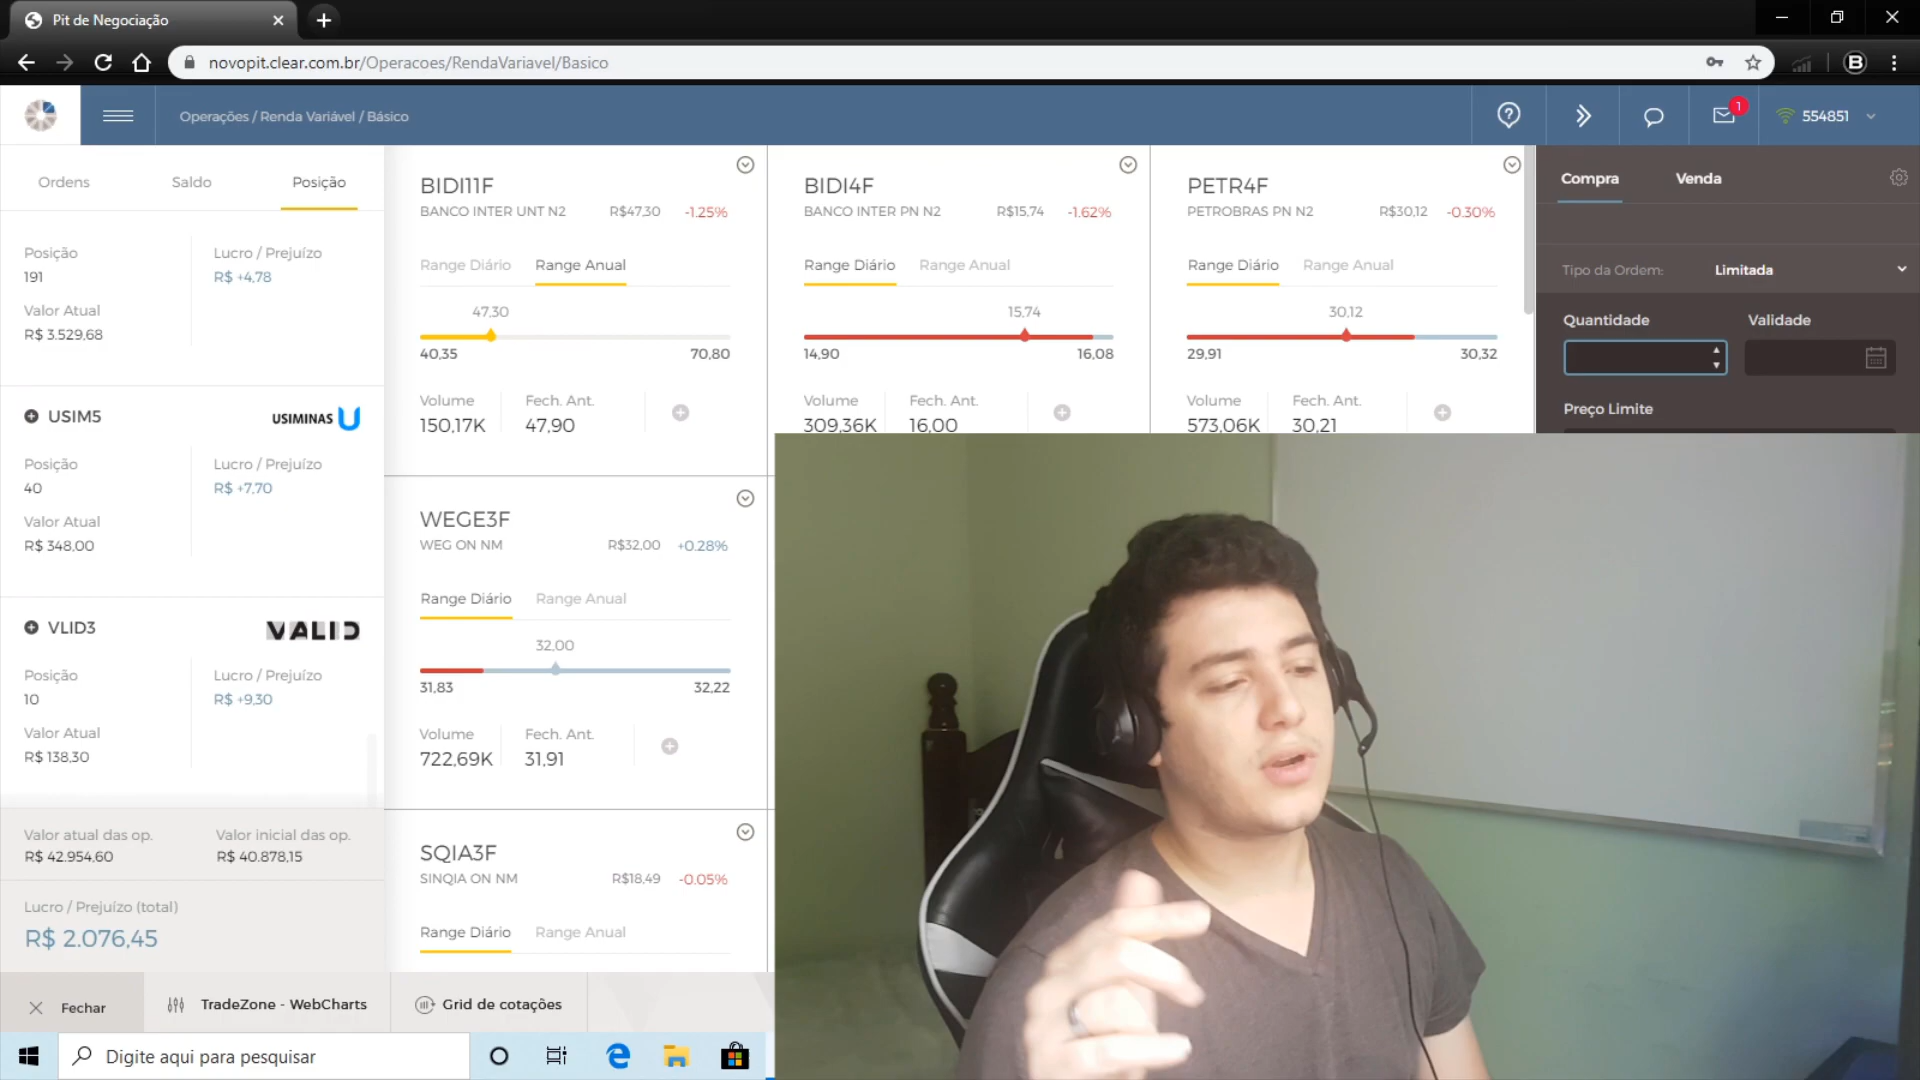 Pit de Negociação
novopit.clear.com.br/Operacoes/RendaVariavel/Basico
B
Operações / Renda Variável / Básico
1
554851
Ordens
Saldo
Posição
Posição
Lucro / Prejuízo
191
R$ +4,78
Valor Atual
R$ 3.529,68
USIM5
USIMINAS U
Posição
Lucro / Prejuízo
40
R$ +7,70
Valor Atual
R$ 348,00
VLID3
VALID
Posição
Lucro / Prejuízo
10
R$ +9,30
Valor Atual
R$ 138,30
Valor atual das op.
Valor inicial das op.
R$ 42.954,60
R$ 40.878,15
Lucro / Prejuízo (total)
R$ 2.076,45
BIDI11F
BANCO INTER UNT N2 R$47,30 -1.25%
Range Diário Range Anual
47,30
40,35 70,80
Volume Fech. Ant.
150,17K 47,90
BIDI4F
BANCO INTER PN N2 R$15,74 -1.62%
Range Diário Range Anual
15,74
14,90 16,08
Volume Fech. Ant.
309,36K 16,00
PETR4F
PETROBRAS PN N2 R$30,12 -0.30%
Range Diário Range Anual
30,12
29,91 30,32
Volume Fech. Ant.
573,06K 30,21
WEGE3F
WEG ON NM R$32,00 +0.28%
Range Diário Range Anual
32,00
31,83 32,22
Volume Fech. Ant.
722,69K 31,91
SQIA3F
SINQIA ON NM R$18,49 -0.05%
Range Diário Range Anual
Compra Venda
Tipo da Ordem: Limitada
Quantidade Validade
Preço Limite
Fechar
TradeZone - WebCharts
Grid de cotações
Digite aqui para pesquisar